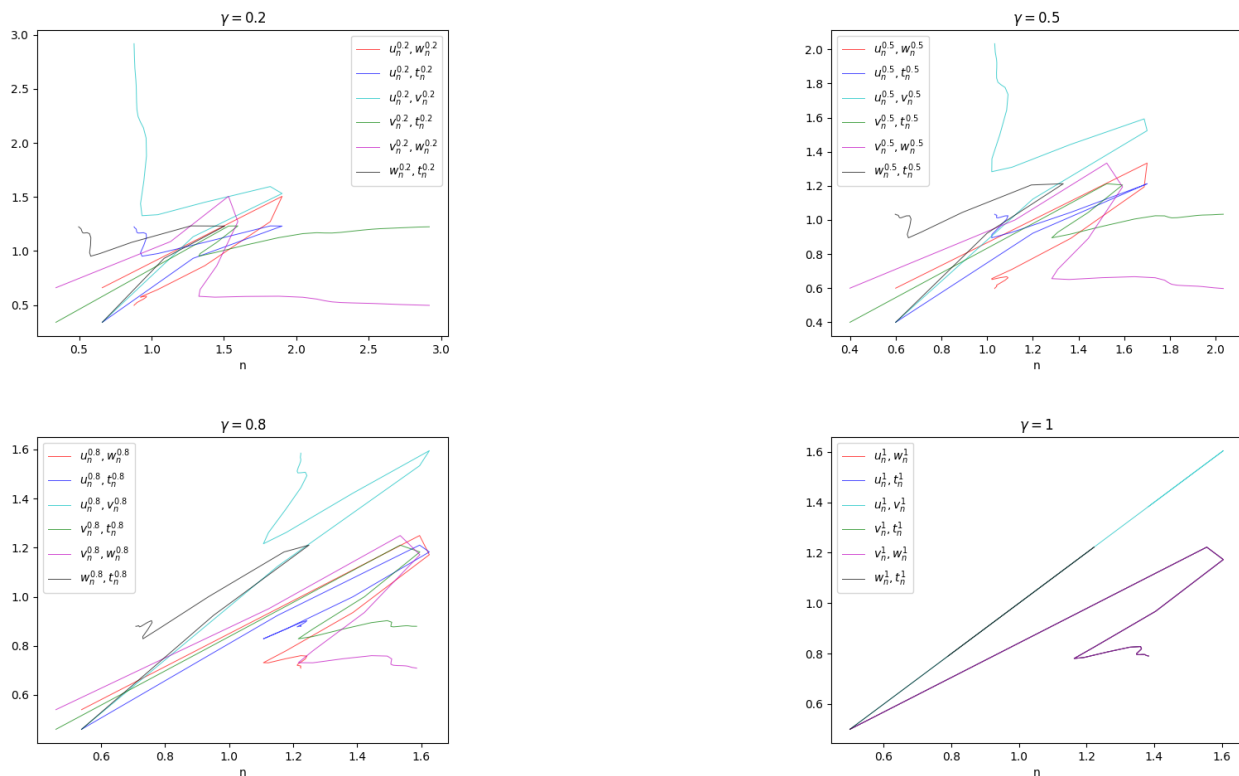 γ = 0.2
3.0
2.5
2.0
1.5
1.0
0.5
u_n^{0.2}, w_n^{0.2}
u_n^{0.2}, t_n^{0.2}
u_n^{0.2}, v_n^{0.2}
v_n^{0.2}, t_n^{0.2}
v_n^{0.2}, w_n^{0.2}
w_n^{0.2}, t_n^{0.2}
0.5 1.0 1.5 2.0 2.5 3.0
n
γ = 0.5
2.0
1.8
1.6
1.4
1.2
1.0
0.8
0.6
0.4
u_n^{0.5}, w_n^{0.5}
u_n^{0.5}, t_n^{0.5}
u_n^{0.5}, v_n^{0.5}
v_n^{0.5}, t_n^{0.5}
v_n^{0.5}, w_n^{0.5}
w_n^{0.5}, t_n^{0.5}
0.4 0.6 0.8 1.0 1.2 1.4 1.6 1.8 2.0
n
γ = 0.8
1.6
1.4
1.2
1.0
0.8
0.6
u_n^{0.8}, w_n^{0.8}
u_n^{0.8}, t_n^{0.8}
u_n^{0.8}, v_n^{0.8}
v_n^{0.8}, t_n^{0.8}
v_n^{0.8}, w_n^{0.8}
w_n^{0.8}, t_n^{0.8}
0.6 0.8 1.0 1.2 1.4 1.6
n
γ = 1
1.6
1.4
1.2
1.0
0.8
0.6
u_n^1, w_n^1
u_n^1, t_n^1
u_n^1, v_n^1
v_n^1, t_n^1
v_n^1, w_n^1
w_n^1, t_n^1
0.6 0.8 1.0 1.2 1.4 1.6
n